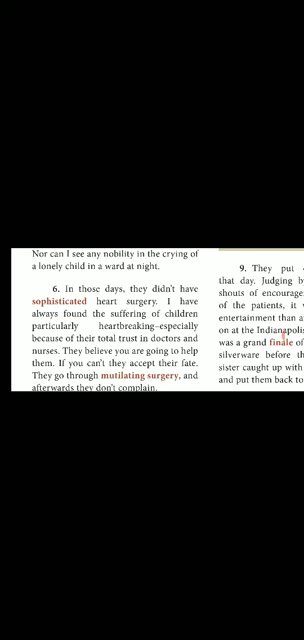 Nor can I see any nobility in the crying of
a lonely child in a ward at night.
6. In those days, they didn't have
sophisticated heart surgery. I have
always found the suffering of children
particularly heartbreaking–especially
because of their total trust in doctors and
nurses. They believe you are going to help
them. If you can't they accept their fate.
They go through mutilating surgery, and
afterwards they don't complain.
9. They put
that day. Judging
shouts of
of the patients, it
entertainment than
on at the
was a grand finale of
silverware before
sister caught up with
and put them back to